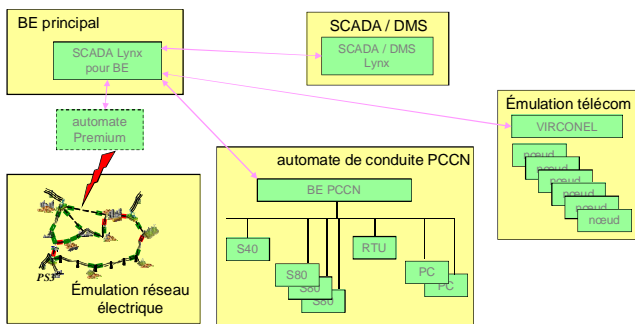 BE principal
SCADA Lynx
pour BE
SCADA / DMS
SCADA / DMS
Lynx
automate
Premium
Émulation télécom
VIRCONEL
nœud
nœud
nœud
nœud
nœud
nœud
automate de conduite PCCN
BE PCCN
S40
S80
S80
S80
RTU
PC
PC
PS3
Émulation réseau
électrique